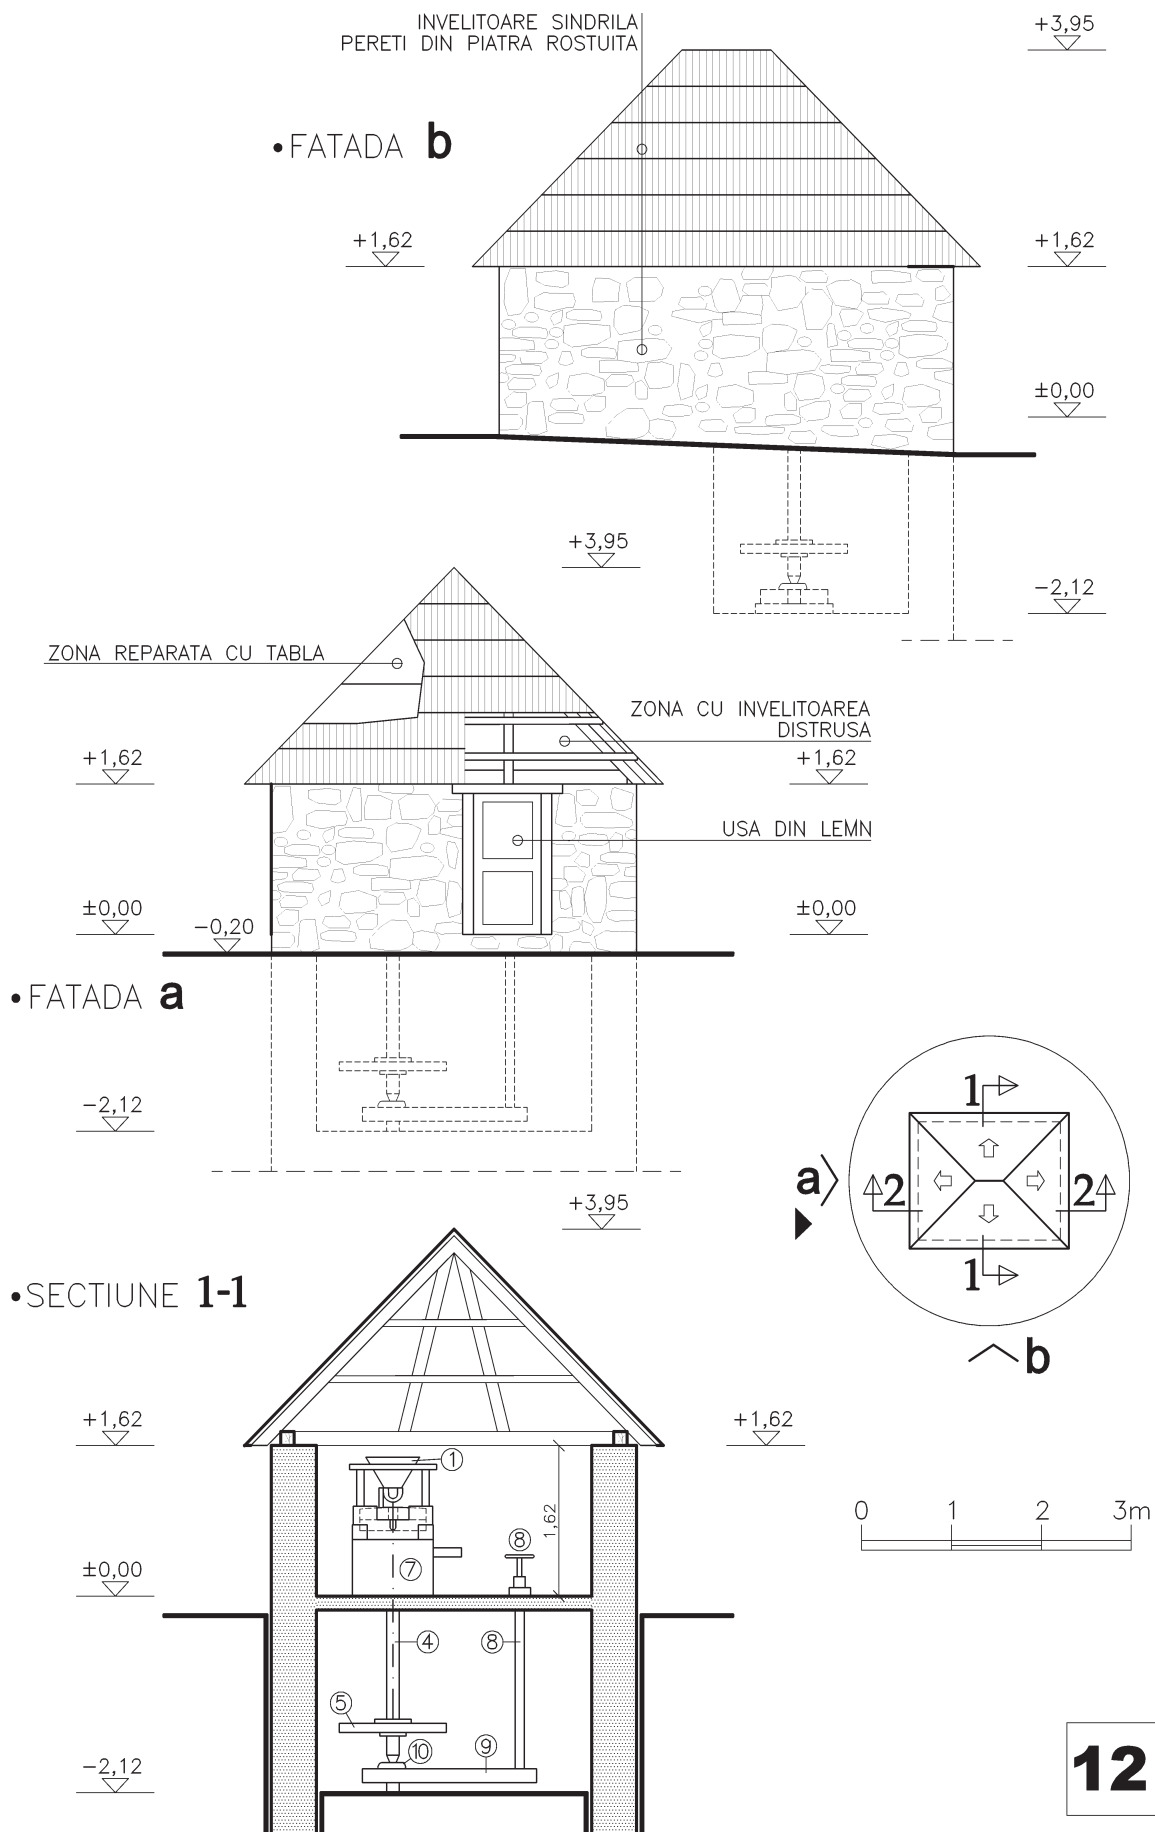 INVELITOARE SINDRILA
PERETI DIN PIATRA ROSTUITA
+3,95
•FATADA b
+1,62
+1,62
±0,00
-2,12
+3,95
ZONA REPARATA CU TABLA
ZONA CU INVELITOAREA
DISTRUSA
+1,62
+1,62
USA DIN LEMN
±0,00
-0,20
±0,00
•FATADA a
-2,12
1
a
2
2
1
b
+3,95
•SECTIUNE 1-1
+1,62
+1,62
1
1,62
8
7
±0,00
0 1 2 3m
4
8
5
10
9
-2,12
12